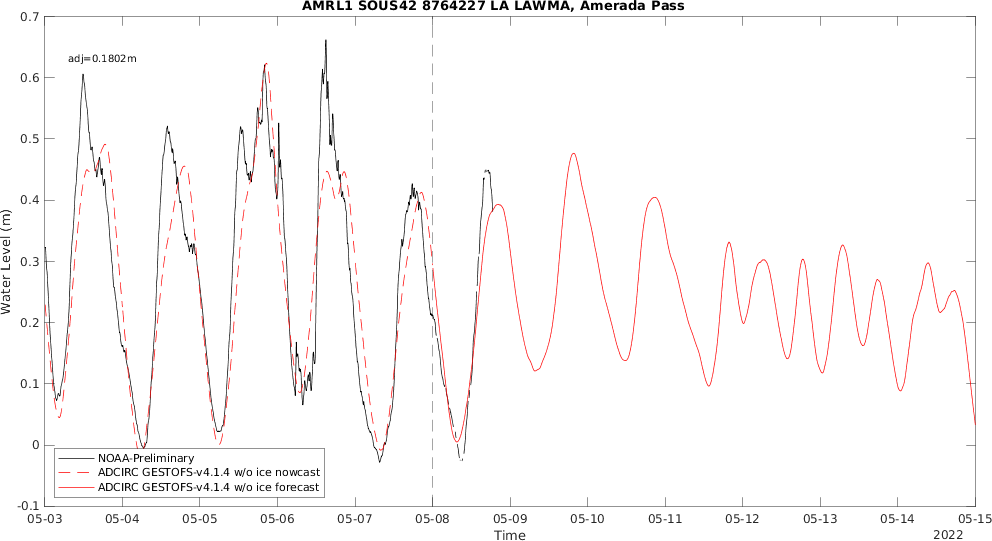 AMRL1 SOUS42 8764227 LA LAWMA, Amerada Pass
adj=0.1802m
Water Level (m)
0.7
0.6
0.5
0.4
0.3
0.2
0.1
0
-0.1
NOAA-Preliminary
ADCIRC GESTOFS-v4.1.4 w/o ice nowcast
ADCIRC GESTOFS-v4.1.4 w/o ice forecast
05-03 05-04 05-05 05-06 05-07 05-08 05-09 05-10 05-11 05-12 05-13 05-14 05-15
Time
2022